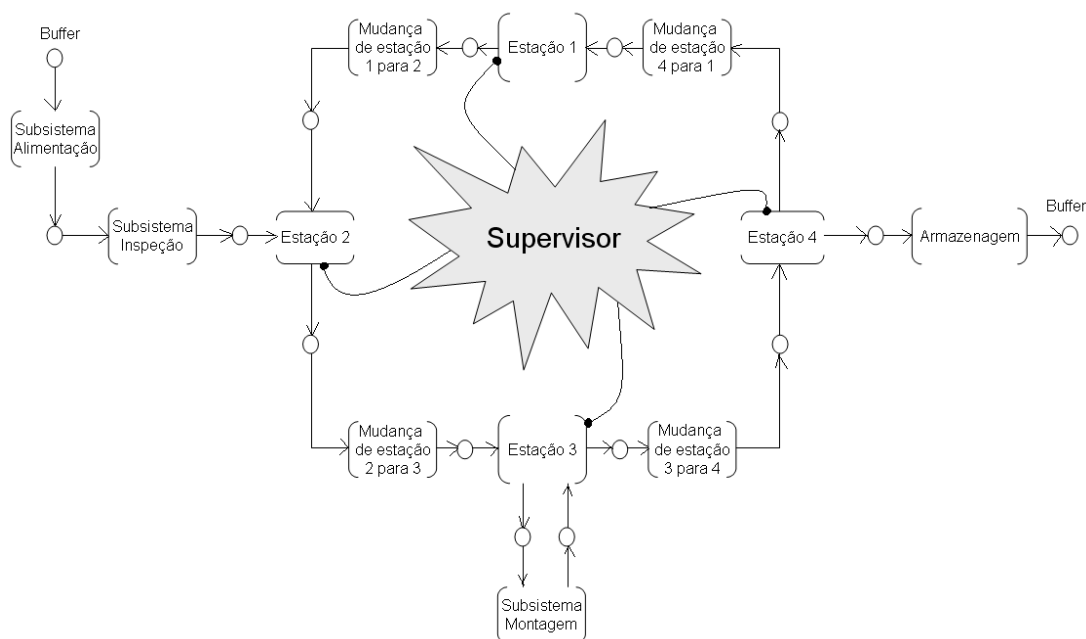 Buffer
Subsistema
Alimentação
Subsistema
Inspeção
Mudança
de estação
1 para 2
Estação 1
Mudança
de estação
4 para 1
Estação 2
Supervisor
Estação 4
Armazenagem
Buffer
Mudança
de estação
2 para 3
Estação 3
Mudança
de estação
3 para 4
Subsistema
Montagem